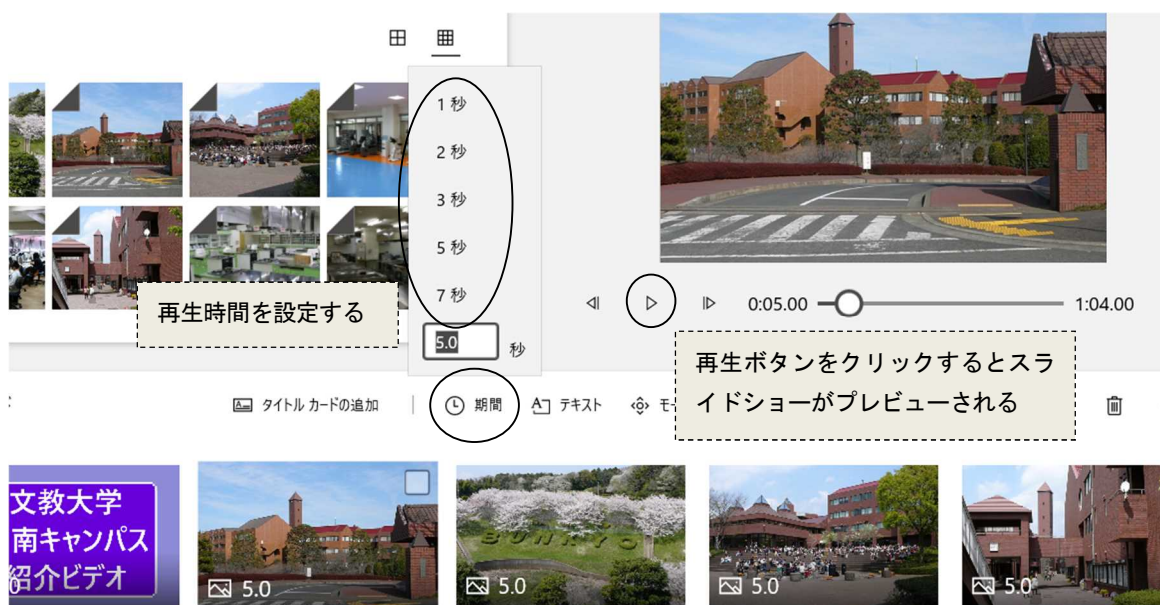 1 秒
2 秒
3 秒
5 秒
7 秒
5.0 秒
再生時間を設定する
0:05.00
1:04.00
再生ボタンをクリックするとスラ
イドショーがプレビューされる
タイトル カードの追加
期間
テキスト
モー
文教大学
南キャンパス
紹介ビデオ
BUNKYO
5.0
5.0
5.0
5.0